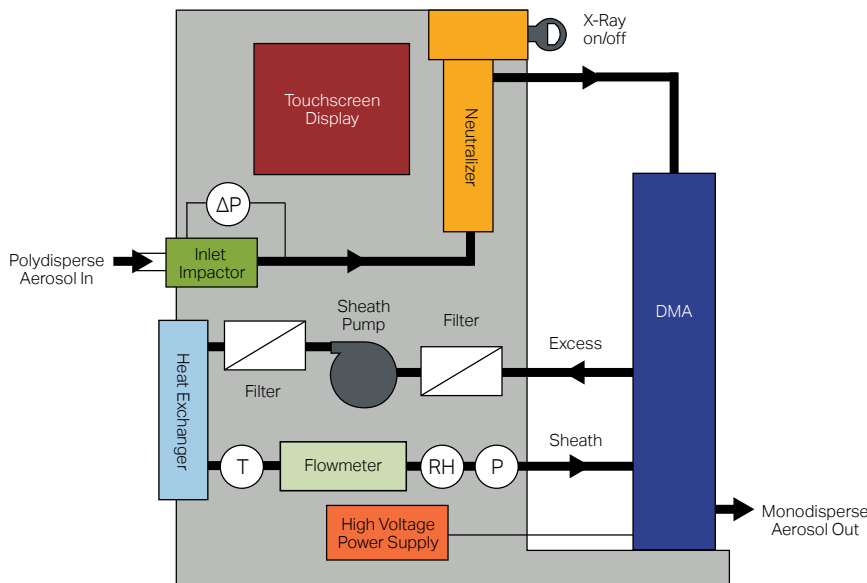 X-Ray
on/off
Touchscreen
Display
Neutralizer
ΔP
Polydisperse
Aerosol In
Inlet
Impactor
Sheath
Pump
Filter
Excess
DMA
Heat Exchanger
Filter
Sheath
T
Flowmeter
RH
P
High Voltage
Power Supply
Monodisperse
Aerosol Out